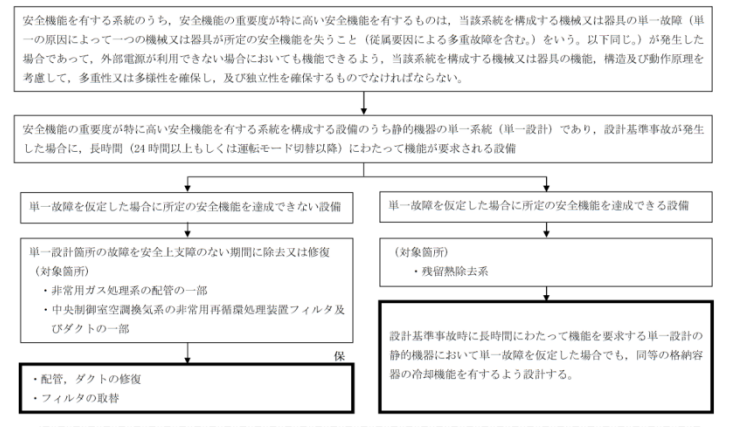 安全機能を有する系統のうち，安全機能の重要度が特に高い安全機能を有するものは，当該系統を構成する機械又は器具の単一故障（単
一の原因によって一つの機械又は器具が所定の安全機能を失うこと（従属要因による多重故障を含む。）をいう。以下同じ。）が発生した
場合であって，外部電源が利用できない場合においても機能できるよう，当該系統を構成する機械又は器具の機能，構造及び動作原理を
考慮して，多重性又は多様性を確保し，及び独立性を確保するものでなければならない。
安全機能の重要度が特に高い安全機能を有する系統を構成する設備のうち静的機器の単一系統（単一設計）であり，設計基準事故が発生
した場合に，長時間（24 時間以上もしくは運転モード切替以降）にわたって機能が要求される設備
単一故障を仮定した場合に所定の安全機能を達成できない設備
単一設計箇所の故障を安全上支障のない期間に除去又は修復
（対象箇所）
・非常用ガス処理系の配管の一部
・中央制御室空調換気系の非常用再循環処理装置フィルタ及
びダクトの一部
保
・配管，ダクトの修復
・フィルタの取替
単一故障を仮定した場合に所定の安全機能を達成できる設備
（対象箇所）
・残留熱除去系
設計基準事故時に長時間にわたって機能を要求する単一設計の
静的機器において単一故障を仮定した場合でも，同等の格納容
器の冷却機能を有するよう設計する。